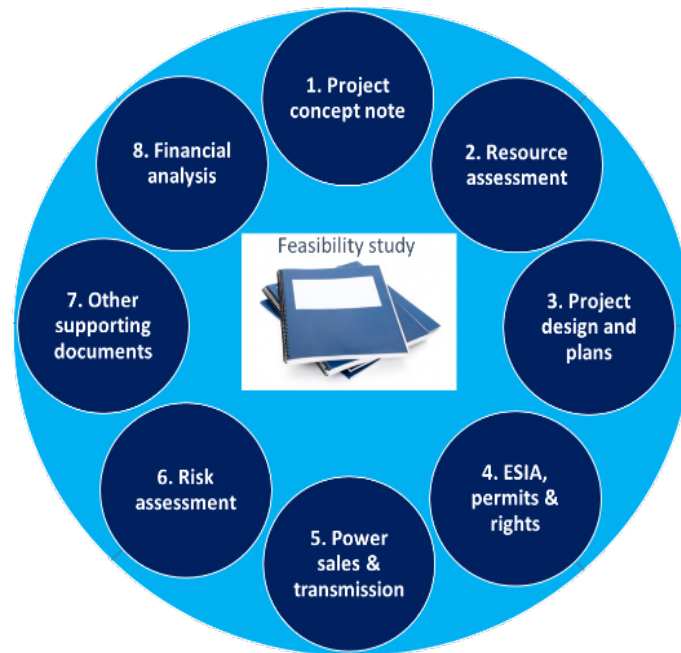 1. Project
concept note
2. Resource
assessment
3. Project
design and
plans
4. ESIA,
permits &
rights
5. Power
sales &
transmission
6. Risk
assessment
7. Other
supporting
documents
8. Financial
analysis
Feasibility study